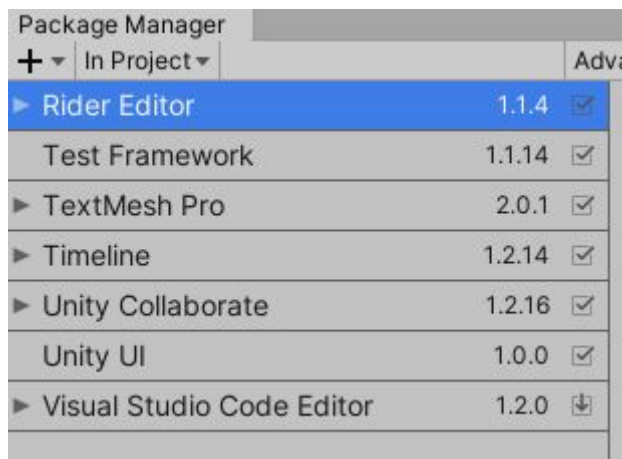 Package Manager
+ In Project Adva
Rider Editor 1.1.4
Test Framework 1.1.14
TextMesh Pro 2.0.1
Timeline 1.2.14
Unity Collaborate 1.2.16
Unity UI 1.0.0
Visual Studio Code Editor 1.2.0